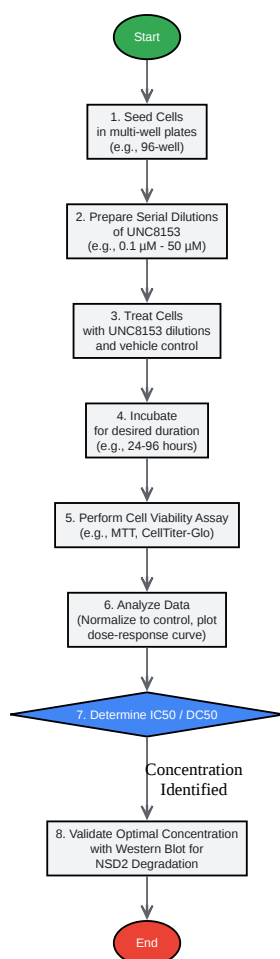 Start
1. Seed Cells
in multi-well plates
(e.g., 96-well)
2. Prepare Serial Dilutions
of UNC8153
(e.g., 0.1 µM - 50 µM)
3. Treat Cells
with UNC8153 dilutions
and vehicle control
4. Incubate
for desired duration
(e.g., 24-96 hours)
5. Perform Cell Viability Assay
(e.g., MTT, CellTiter-Glo)
6. Analyze Data
(Normalize to control, plot
dose-response curve)
7. Determine IC50 / DC50
Concentration
Identified
8. Validate Optimal Concentration
with Western Blot for
NSD2 Degradation
End